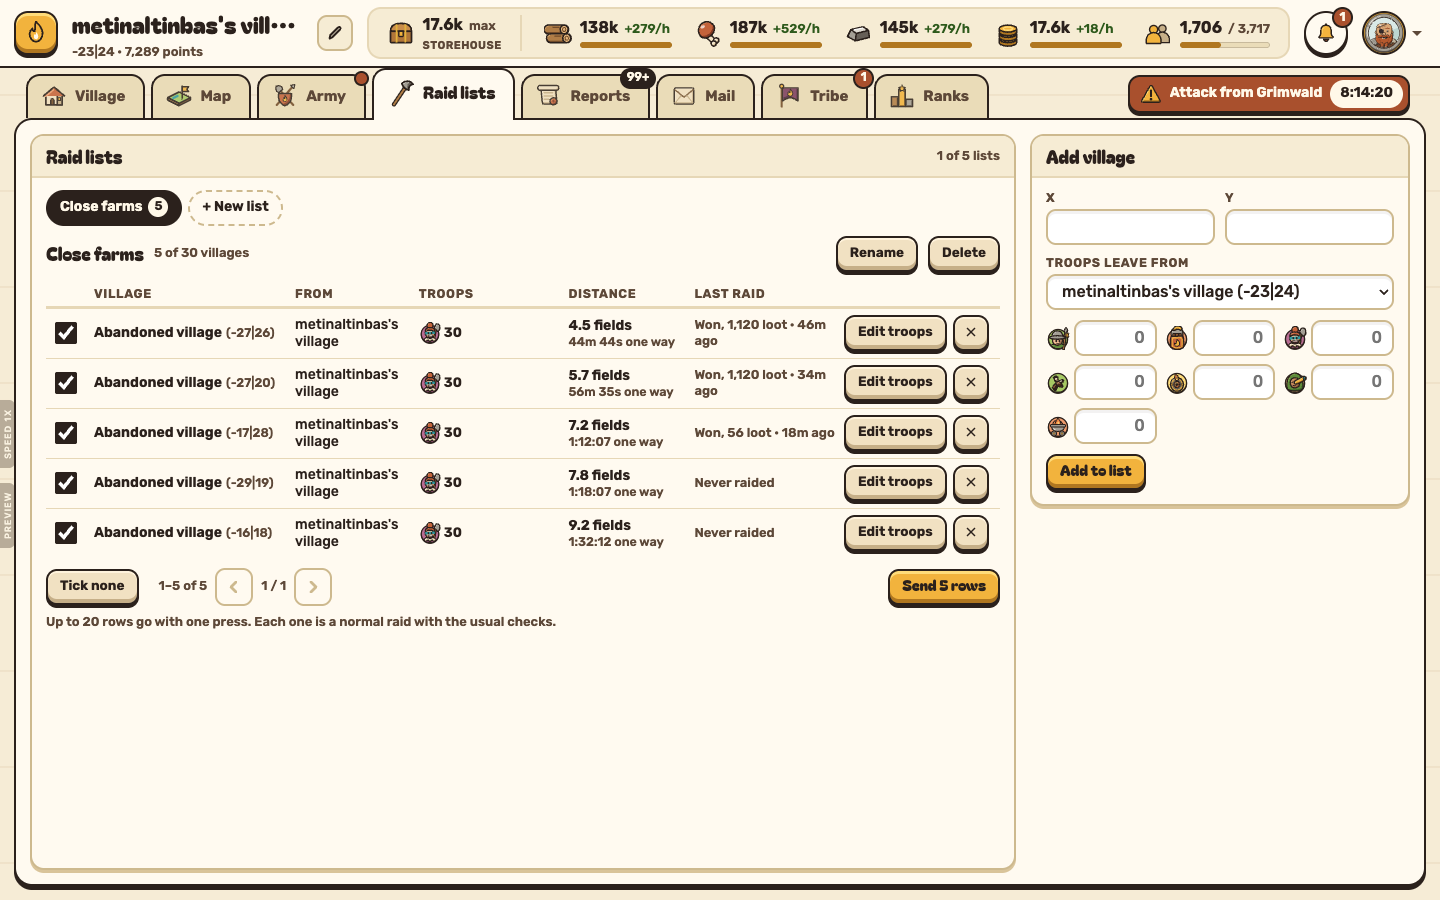 metinaltinbas's vill•••
-23|24 • 7,289 points
17.6k max
STOREHOUSE
138k +279/h
187k +529/h
145k +279/h
17.6k +18/h
1,706 / 3,717
1
Village
Map
Army
Raid lists
Reports
99+
Mail
Tribe
1
Ranks
Attack from Grimwald 8:14:20
Raid lists
1 of 5 lists
Close farms 5
+ New list
Close farms 5 of 30 villages
Rename
Delete
VILLAGE FROM TROOPS DISTANCE LAST RAID
Abandoned village (-27|26)
metinaltinbas's
village
30
4.5 fields
44m 44s one way
Won, 1,120 loot • 46m
ago
Edit troops
×
Abandoned village (-27|20)
metinaltinbas's
village
30
5.7 fields
56m 35s one way
Won, 1,120 loot • 34m
ago
Edit troops
×
Abandoned village (-17|28)
metinaltinbas's
village
30
7.2 fields
1:12:07 one way
Won, 56 loot • 18m ago
Edit troops
×
Abandoned village (-29|19)
metinaltinbas's
village
30
7.8 fields
1:18:07 one way
Never raided
Edit troops
×
Abandoned village (-16|18)
metinaltinbas's
village
30
9.2 fields
1:32:12 one way
Never raided
Edit troops
×
Tick none
1–5 of 5
1 / 1
Send 5 rows
Up to 20 rows go with one press. Each one is a normal raid with the usual checks.
Add village
X
Y
TROOPS LEAVE FROM
metinaltinbas's village (-23|24)
0 0 0
0 0 0
0
Add to list
SPEED 1X
PREVIEW